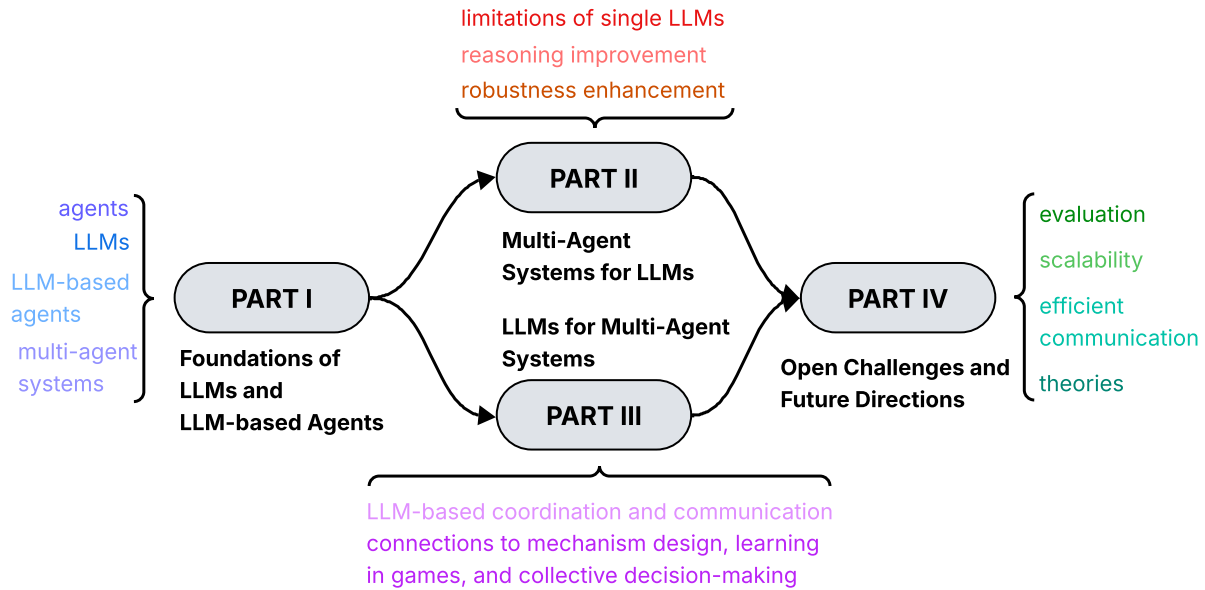 limitations of single LLMs
reasoning improvement
robustness enhancement
PART II
Multi-Agent
Systems for LLMs
agents
LLMs
LLM-based
agents
multi-agent
systems
PART I
Foundations of
LLMs and
LLM-based Agents
LLMs for Multi-Agent
Systems
PART III
LLM-based coordination and communication
connections to mechanism design, learning
in games, and collective decision-making
PART IV
Open Challenges and
Future Directions
evaluation
scalability
efficient
communication
theories